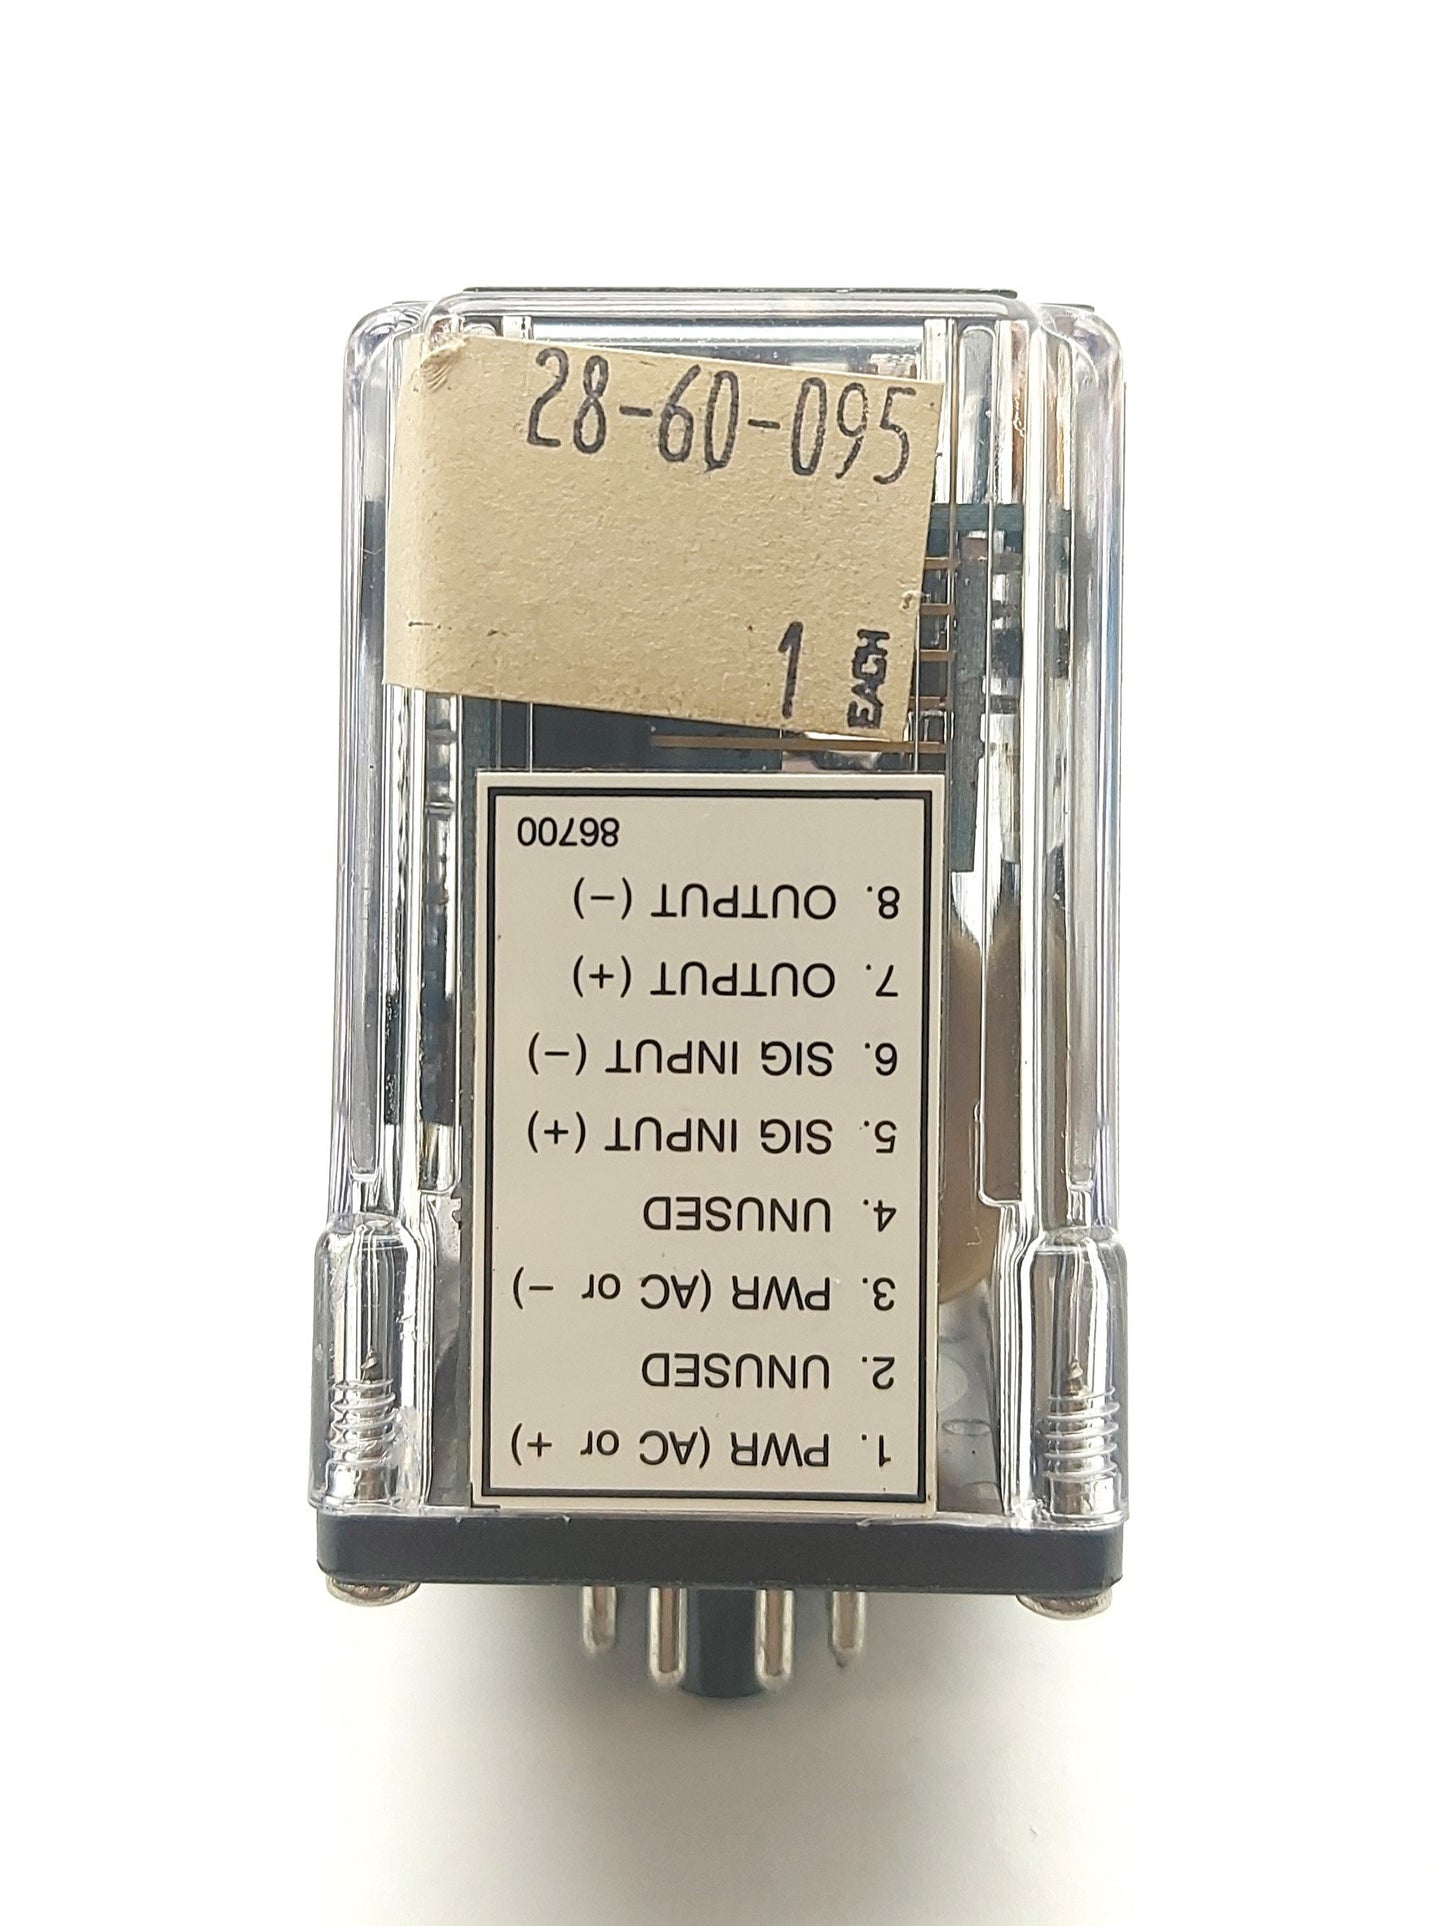 28-60-095
1 EACH
1. PWR (AC or +)
2. UNUSED
3. PWR (AC or -)
4. UNUSED
5. SIG INPUT (+)
6. SIG INPUT (-)
7. OUTPUT (+)
8. OUTPUT (-)
86700